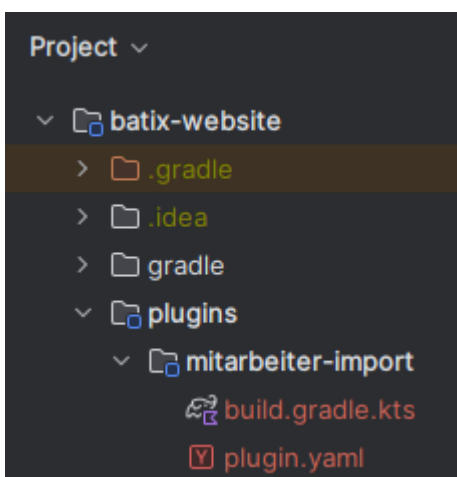 Project
batix-website
.gradle
.idea
gradle
plugins
mitarbeiter-import
build.gradle.kts
Y plugin.yaml